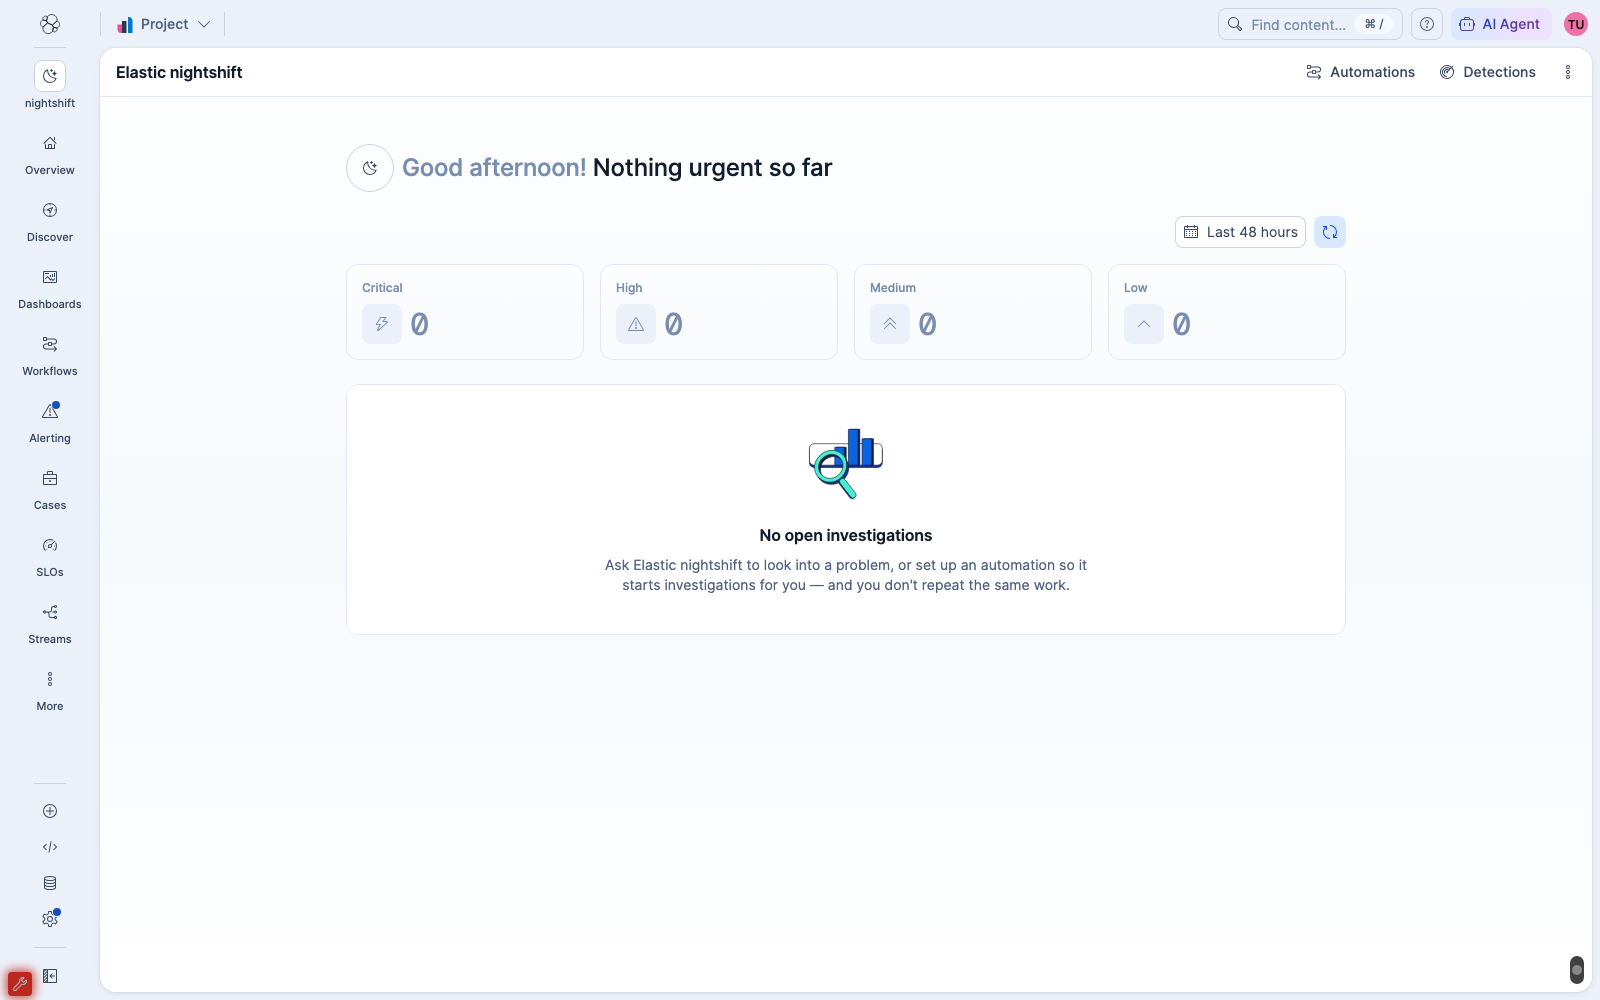 Project
Find content...
⌘ /
AI Agent
TU
Elastic nightshift
Automations
Detections
nightshift
Overview
Discover
Dashboards
Workflows
Alerting
Cases
SLOs
Streams
More
Good afternoon! Nothing urgent so far
Last 48 hours
Critical
0
High
0
Medium
0
Low
0
No open investigations
Ask Elastic nightshift to look into a problem, or set up an automation so it
starts investigations for you — and you don't repeat the same work.